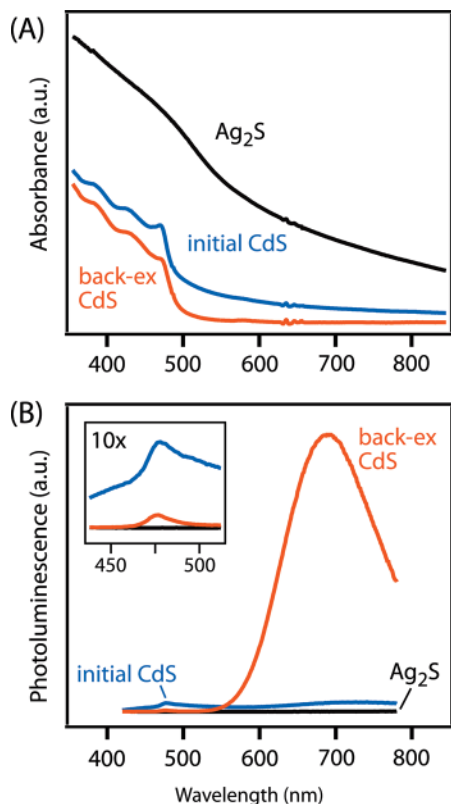 (A)
Absorbance (a.u.)
Ag₂S
initial CdS
back-ex
CdS
400 500 600 700 800
(B)
Photoluminescence (a.u.)
10x
450 500
back-ex
CdS
initial CdS
Ag₂S
400 500 600 700 800
Wavelength (nm)